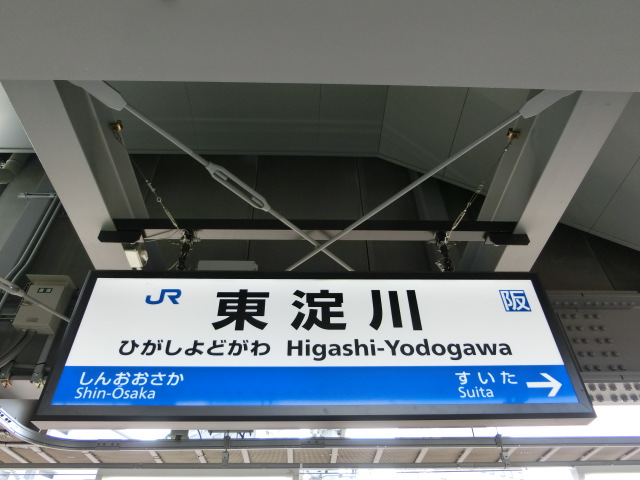 JR 東淀川 阪
ひがしよどがわ Higashi-Yodogawa
しんおおさか すいた
Shin-Osaka Suita